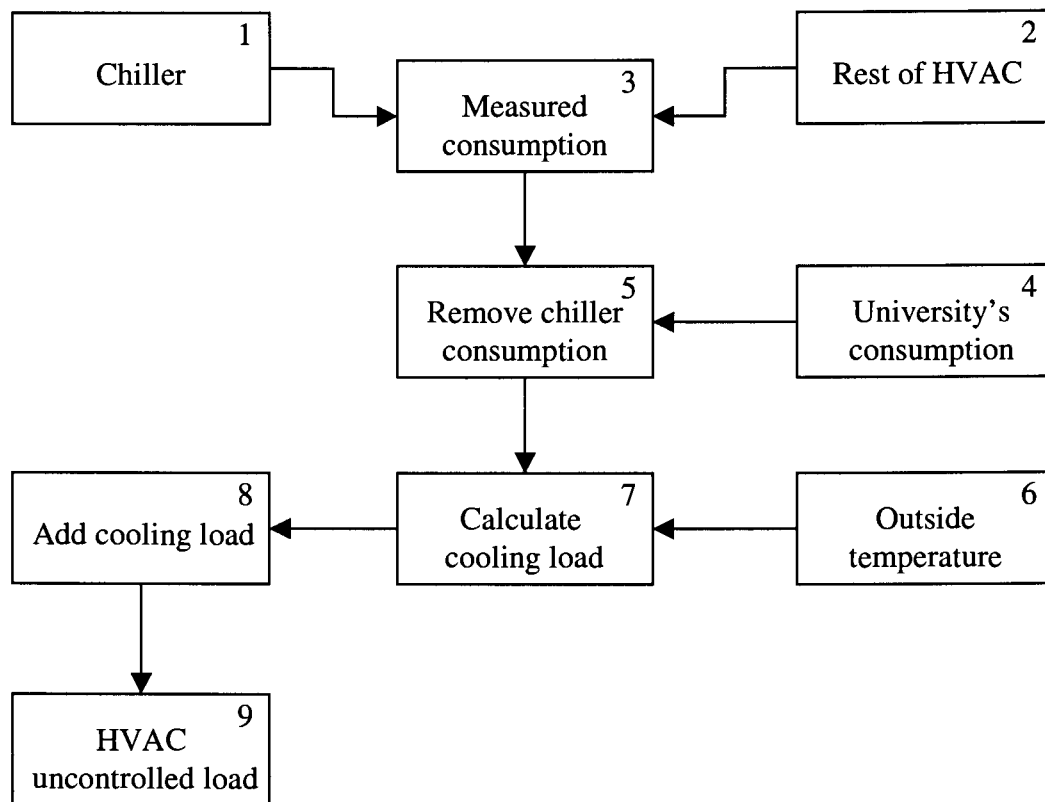 1
Chiller
2
Rest of HVAC
3
Measured
consumption
4
University's
consumption
5
Remove chiller
consumption
6
Outside
temperature
7
Calculate
cooling load
8
Add cooling load
9
HVAC
uncontrolled load